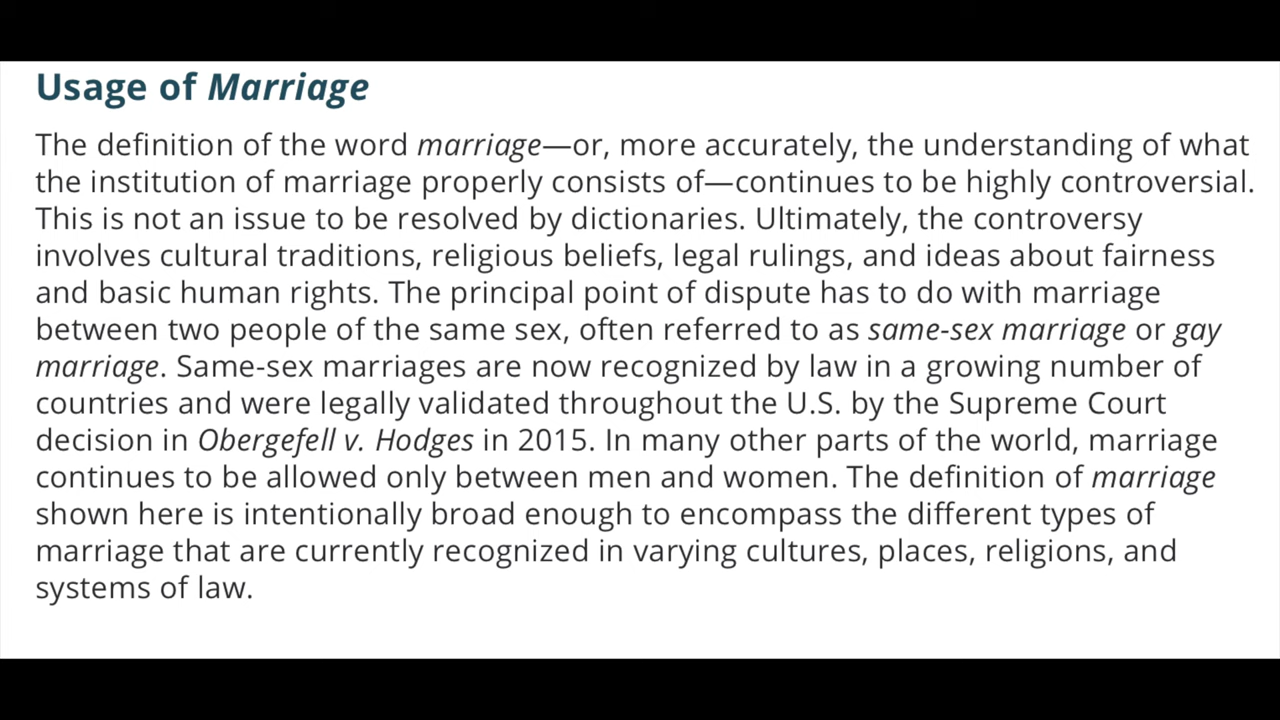 Usage of Marriage
The definition of the word marriage—or, more accurately, the understanding of what
the institution of marriage properly consists of—continues to be highly controversial.
This is not an issue to be resolved by dictionaries. Ultimately, the controversy
involves cultural traditions, religious beliefs, legal rulings, and ideas about fairness
and basic human rights. The principal point of dispute has to do with marriage
between two people of the same sex, often referred to as same-sex marriage or gay
marriage. Same-sex marriages are now recognized by law in a growing number of
countries and were legally validated throughout the U.S. by the Supreme Court
decision in Obergefell v. Hodges in 2015. In many other parts of the world, marriage
continues to be allowed only between men and women. The definition of marriage
shown here is intentionally broad enough to encompass the different types of
marriage that are currently recognized in varying cultures, places, religions, and
systems of law.